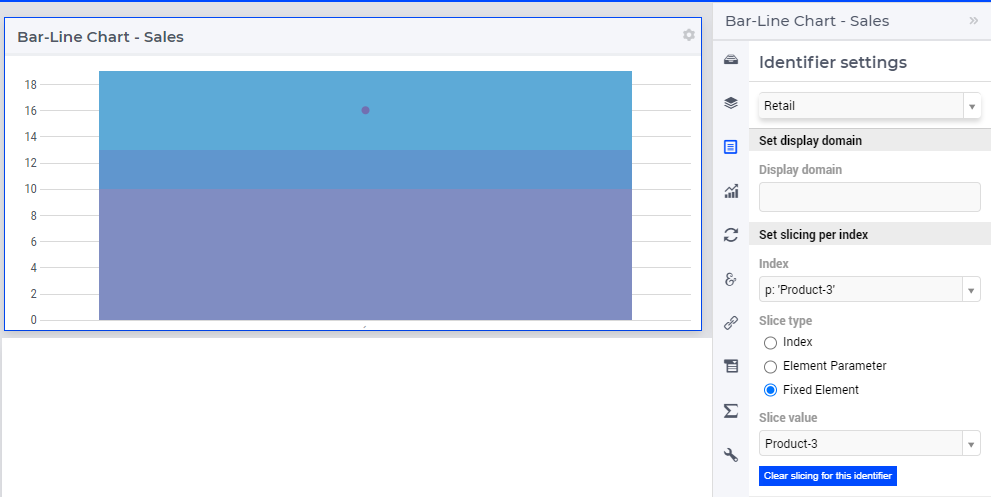 Bar-Line Chart - Sales
18
16
14
12
10
8
6
4
2
0
Bar-Line Chart - Sales »
Identifier settings
Retail
Set display domain
Display domain
Set slicing per index
Index
p: 'Product-3'
Slice type
Index
Element Parameter
Fixed Element
Slice value
Product-3
Clear slicing for this identifier